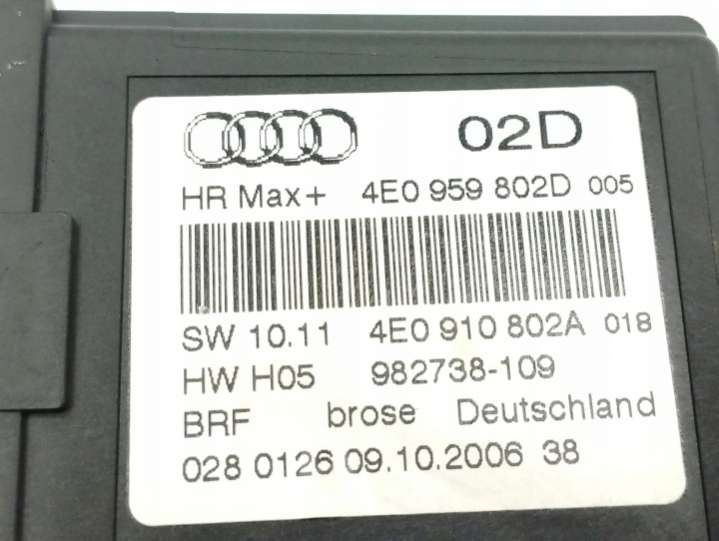 02D
HR Max+ 4E0 959 802D 005
SW 10.11 4E0 910 802A 018
HW H05 982738-109
BRF brose Deutschland
028 0126 09.10.2006 38